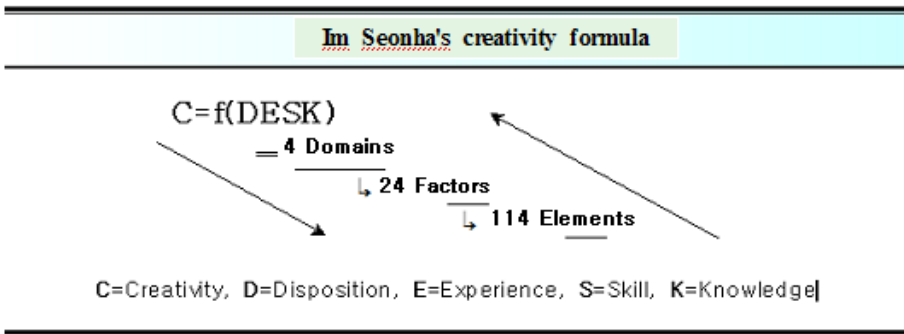 Im Seonha's creativity formula
C=f(DESK)
4 Domains
↳ 24 Factors
↳ 114 Elements
C=Creativity, D=Disposition, E=Experience, S=Skill, K=Knowledge